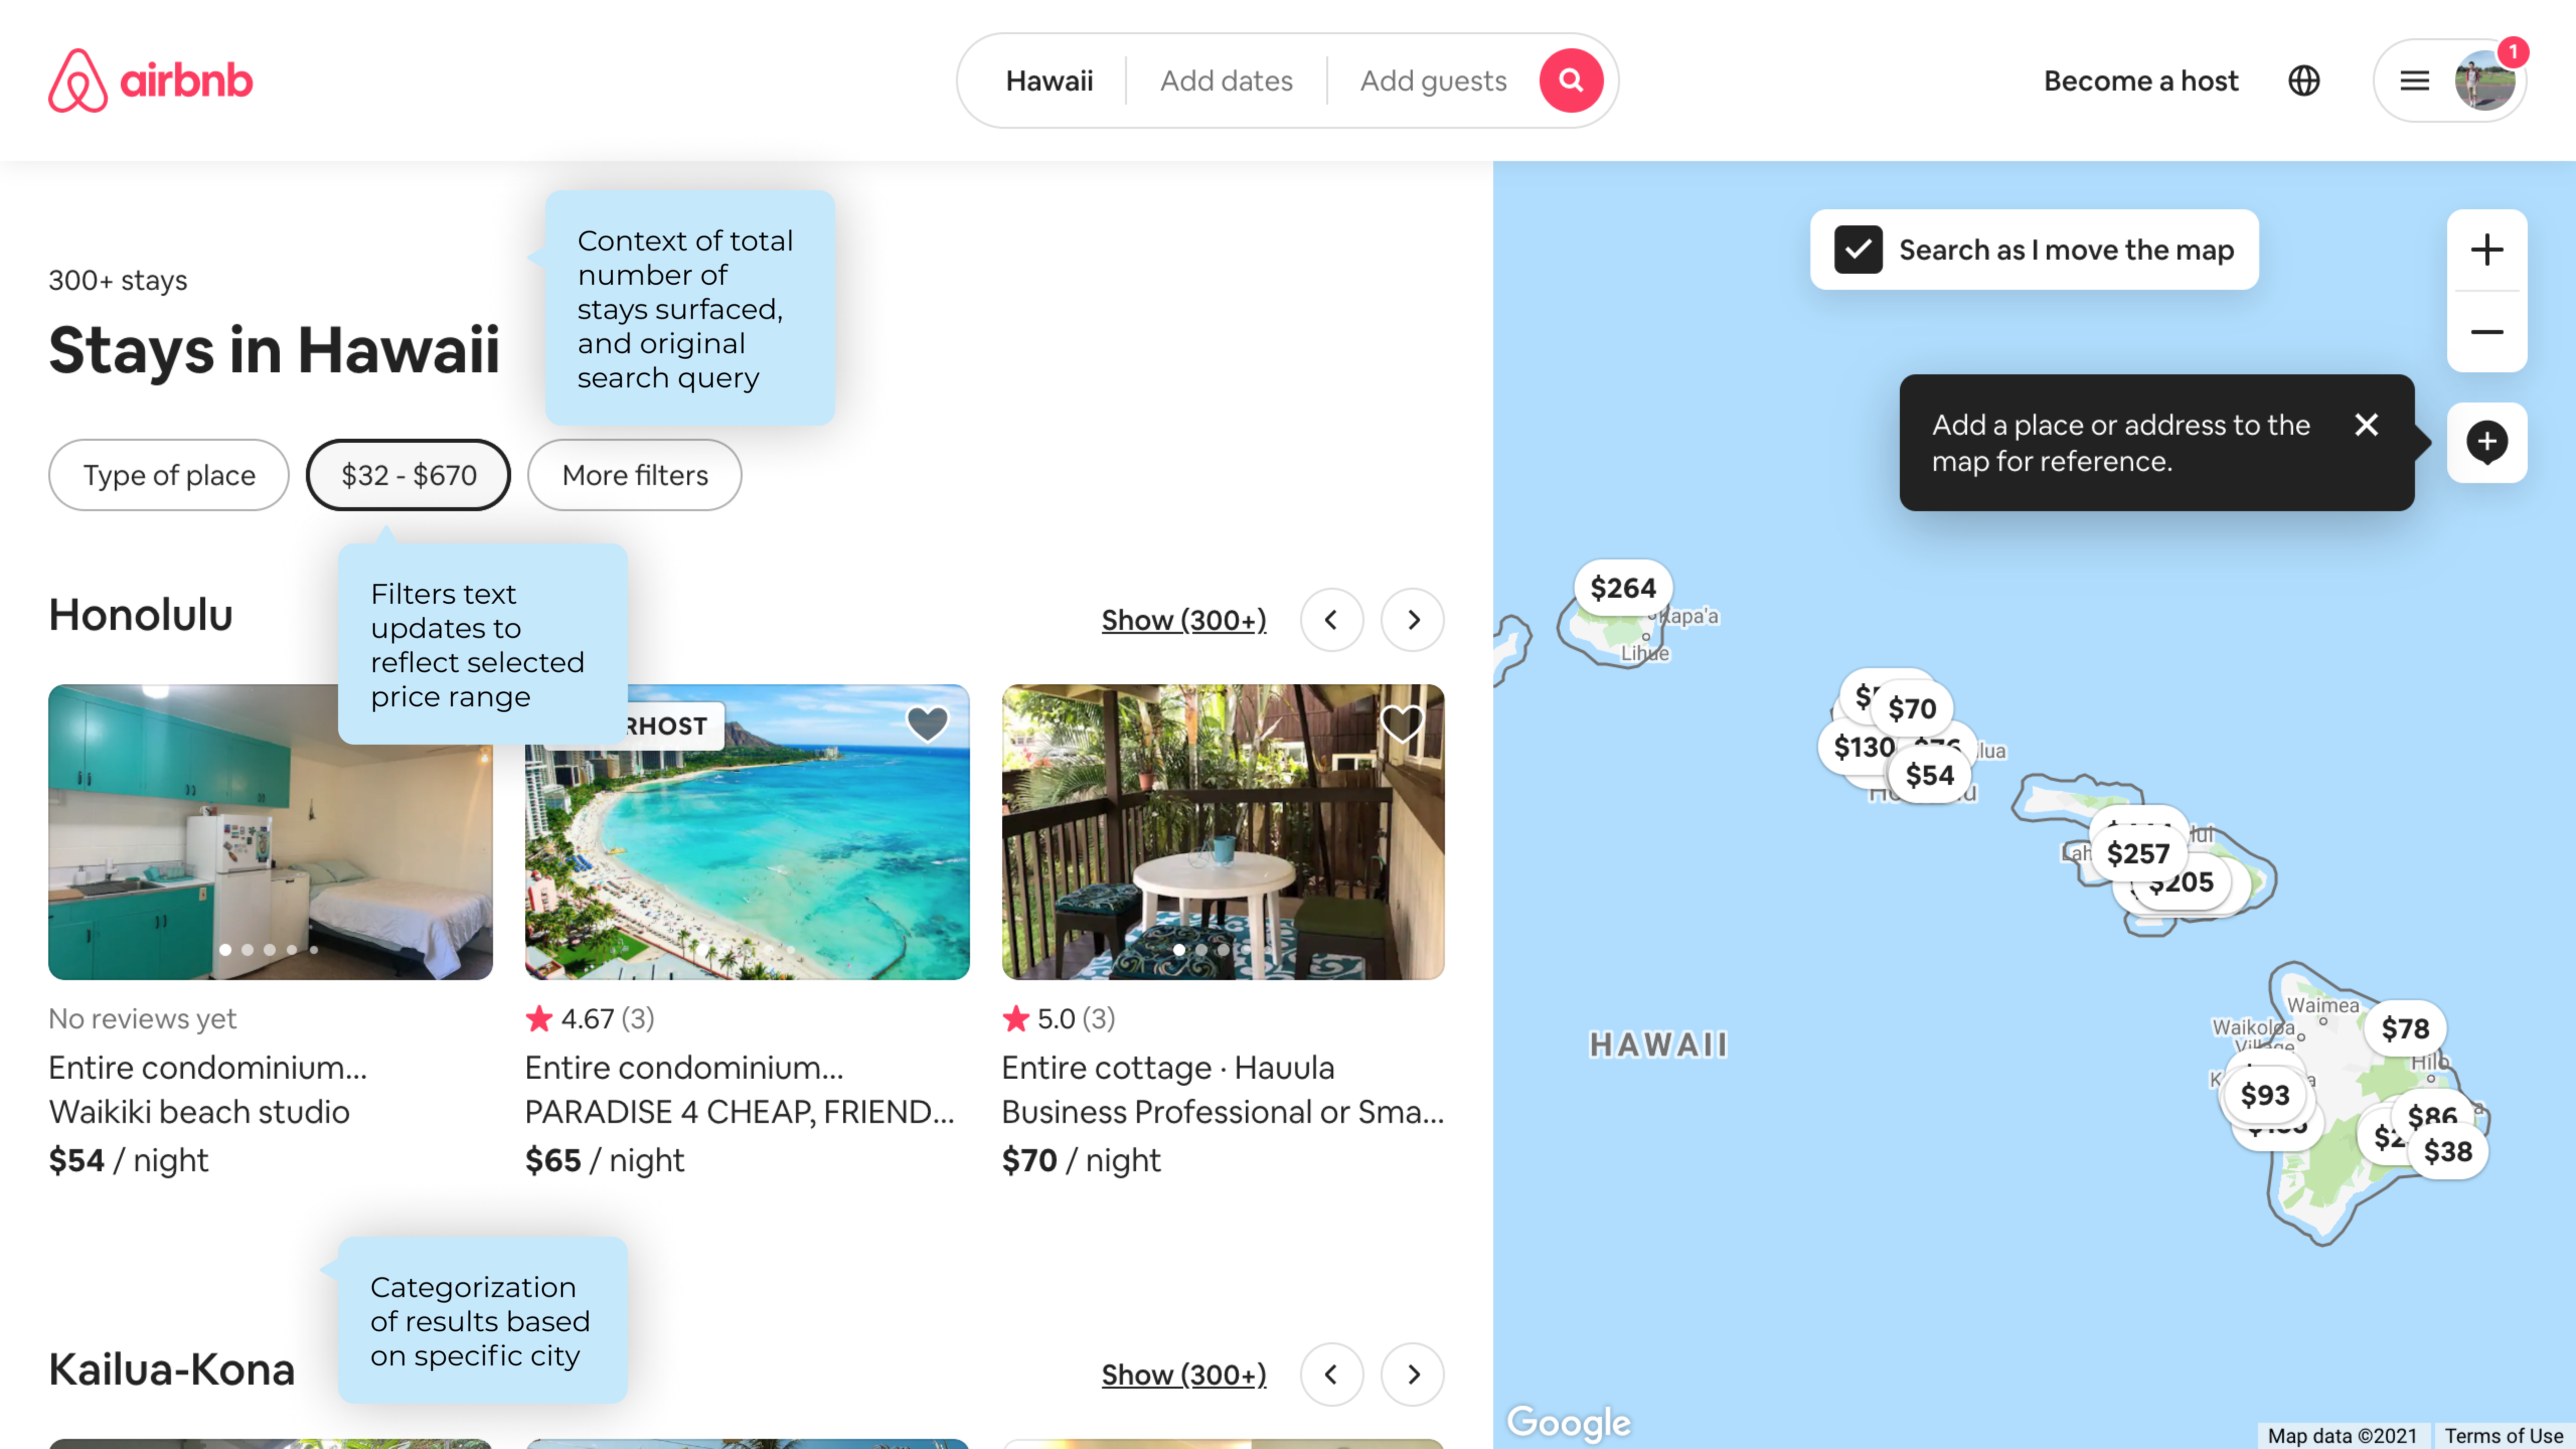 airbnb
Hawaii
Add dates
Add guests
Become a host
1
300+ stays
Stays in Hawaii
Context of total
number of
stays surfaced,
and original
search query
Type of place
$32 - $670
More filters
Filters text
updates to
reflect selected
price range
Honolulu
Show (300+)
RHOST
No reviews yet
Entire condominium...
Waikiki beach studio
$54 / night
4.67 (3)
Entire condominium...
PARADISE 4 CHEAP, FRIEND...
$65 / night
5.0 (3)
Entire cottage · Hauula
Business Professional or Sma...
$70 / night
Categorization
of results based
on specific city
Kailua-Kona
Show (300+)
Search as I move the map
Add a place or address to the
map for reference.
$264
Kapa'a
Lihue
$70
$130
$76
lua
$54
$257
$205
HAWAII
Waimea
Waikoloa
Village
$78
Hilo
$93
$86
$38
Google
Map data ©2021
Terms of Use